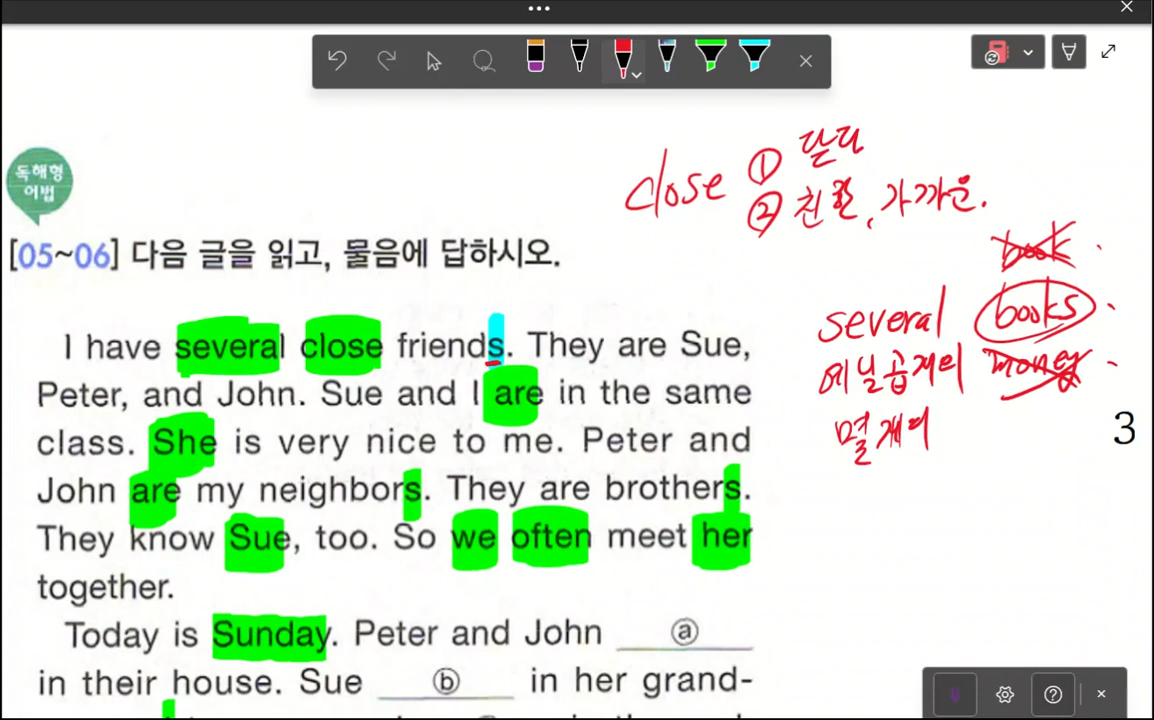 독해형
어법
close ① 닫다
② 친한, 가까운.
[05~06] 다음 글을 읽고, 물음에 답하시오.
book
several books
예닐곱개의 money
몇개의
3
I have several close friends. They are Sue,
Peter, and John. Sue and I are in the same
class. She is very nice to me. Peter and
John are my neighbors. They are brothers.
They know Sue, too. So we often meet her
together.
Today is Sunday. Peter and John ⓐ
in their house. Sue ⓑ in her grand-